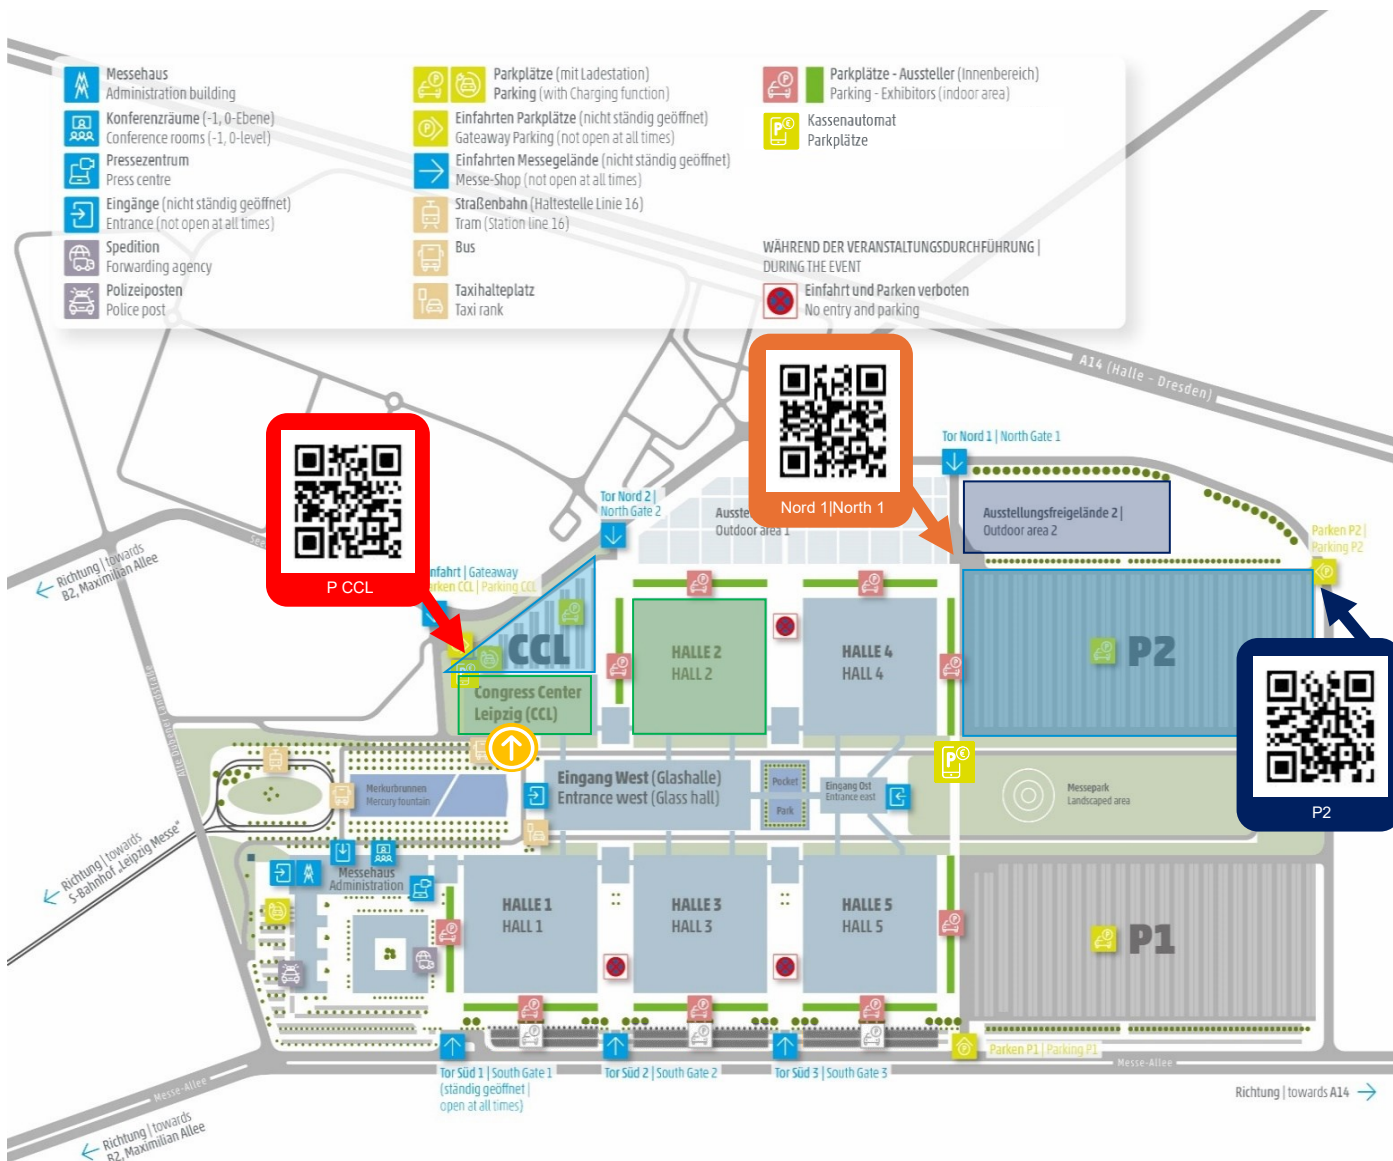 Messehaus
Administration building
Konferenzräume (-1, 0-Ebene)
Conference rooms (-1, 0-level)
Pressezentrum
Press centre
Eingänge (nicht ständig geöffnet)
Entrance (not open at all times)
Spedition
Forwarding agency
Polizeiposten
Police post
Parkplätze (mit Ladestation)
Parking (with Charging function)
Einfahrten Parkplätze (nicht ständig geöffnet)
Gateaway Parking (not open at all times)
Einfahrten Messegelände (nicht ständig geöffnet)
Messe-Shop (not open at all times)
Straßenbahn (Haltestelle Linie 16)
Tram (Station line 16)
Bus
Taxihalteplatz
Taxi rank
Parkplätze - Aussteller (Innenbereich)
Parking - Exhibitors (indoor area)
Kassenautomat
Parkplätze
WÄHREND DER VERANSTALTUNGSDURCHFÜHRUNG |
DURING THE EVENT
Einfahrt und Parken verboten
No entry and parking
A14 (Halle - Dresden)
Tor Nord 1 | North Gate 1
Nord 1|North 1
Tor Nord 2 |
North Gate 2
Outdoor area 1
Ausstellungsfreigelände 2 |
Outdoor area 2
Parken P2 |
Parking P2
P CCL
| Gateaway
CCL | Parking CCL
Richtung | towards
B2, Maximilian Allee
CCL
Congress Center
Leipzig (CCL)
HALLE 2
HALL 2
HALLE 4
HALL 4
P2
P2
Alte Dübener Landstraße
Merkurbrunnen
Mercury fountain
Eingang West (Glashalle)
Entrance west (Glass hall)
Pocket
Park
Eingang Ost
Entrance east
P€
Messepark
Landscaped area
Richtung | towards
S-Bahnhof „Leipzig Messe"
Messehaus
Administration
HALLE 1
HALL 1
HALLE 3
HALL 3
HALLE 5
HALL 5
P1
Parken P1 | Parking P1
Messe-Allee
Tor Süd 1 | South Gate 1
(ständig geöffnet |
open at all times)
Tor Süd 2 | South Gate 2
Tor Süd 3 | South Gate 3
Richtung | towards A14
Messe-Allee
Richtung | towards
B2, Maximilian Allee